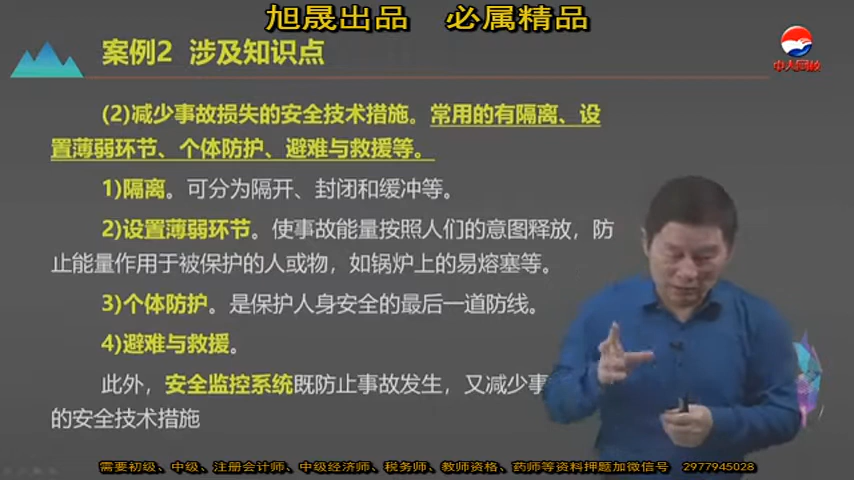 旭晟出品 必属精品
案例2 涉及知识点
中大网校
(2)减少事故损失的安全技术措施。常用的有隔离、设
置薄弱环节、个体防护、避难与救援等。
1)隔离。可分为隔开、封闭和缓冲等。
2)设置薄弱环节。使事故能量按照人们的意图释放，防
止能量作用于被保护的人或物，如锅炉上的易熔塞等。
3)个体防护。是保护人身安全的最后一道防线。
4)避难与救援。
此外，安全监控系统既防止事故发生，又减少事
的安全技术措施
需要初级、中级、注册会计师、中级经济师、税务师、教师资格、药师等资料押题加微信号 2977945028